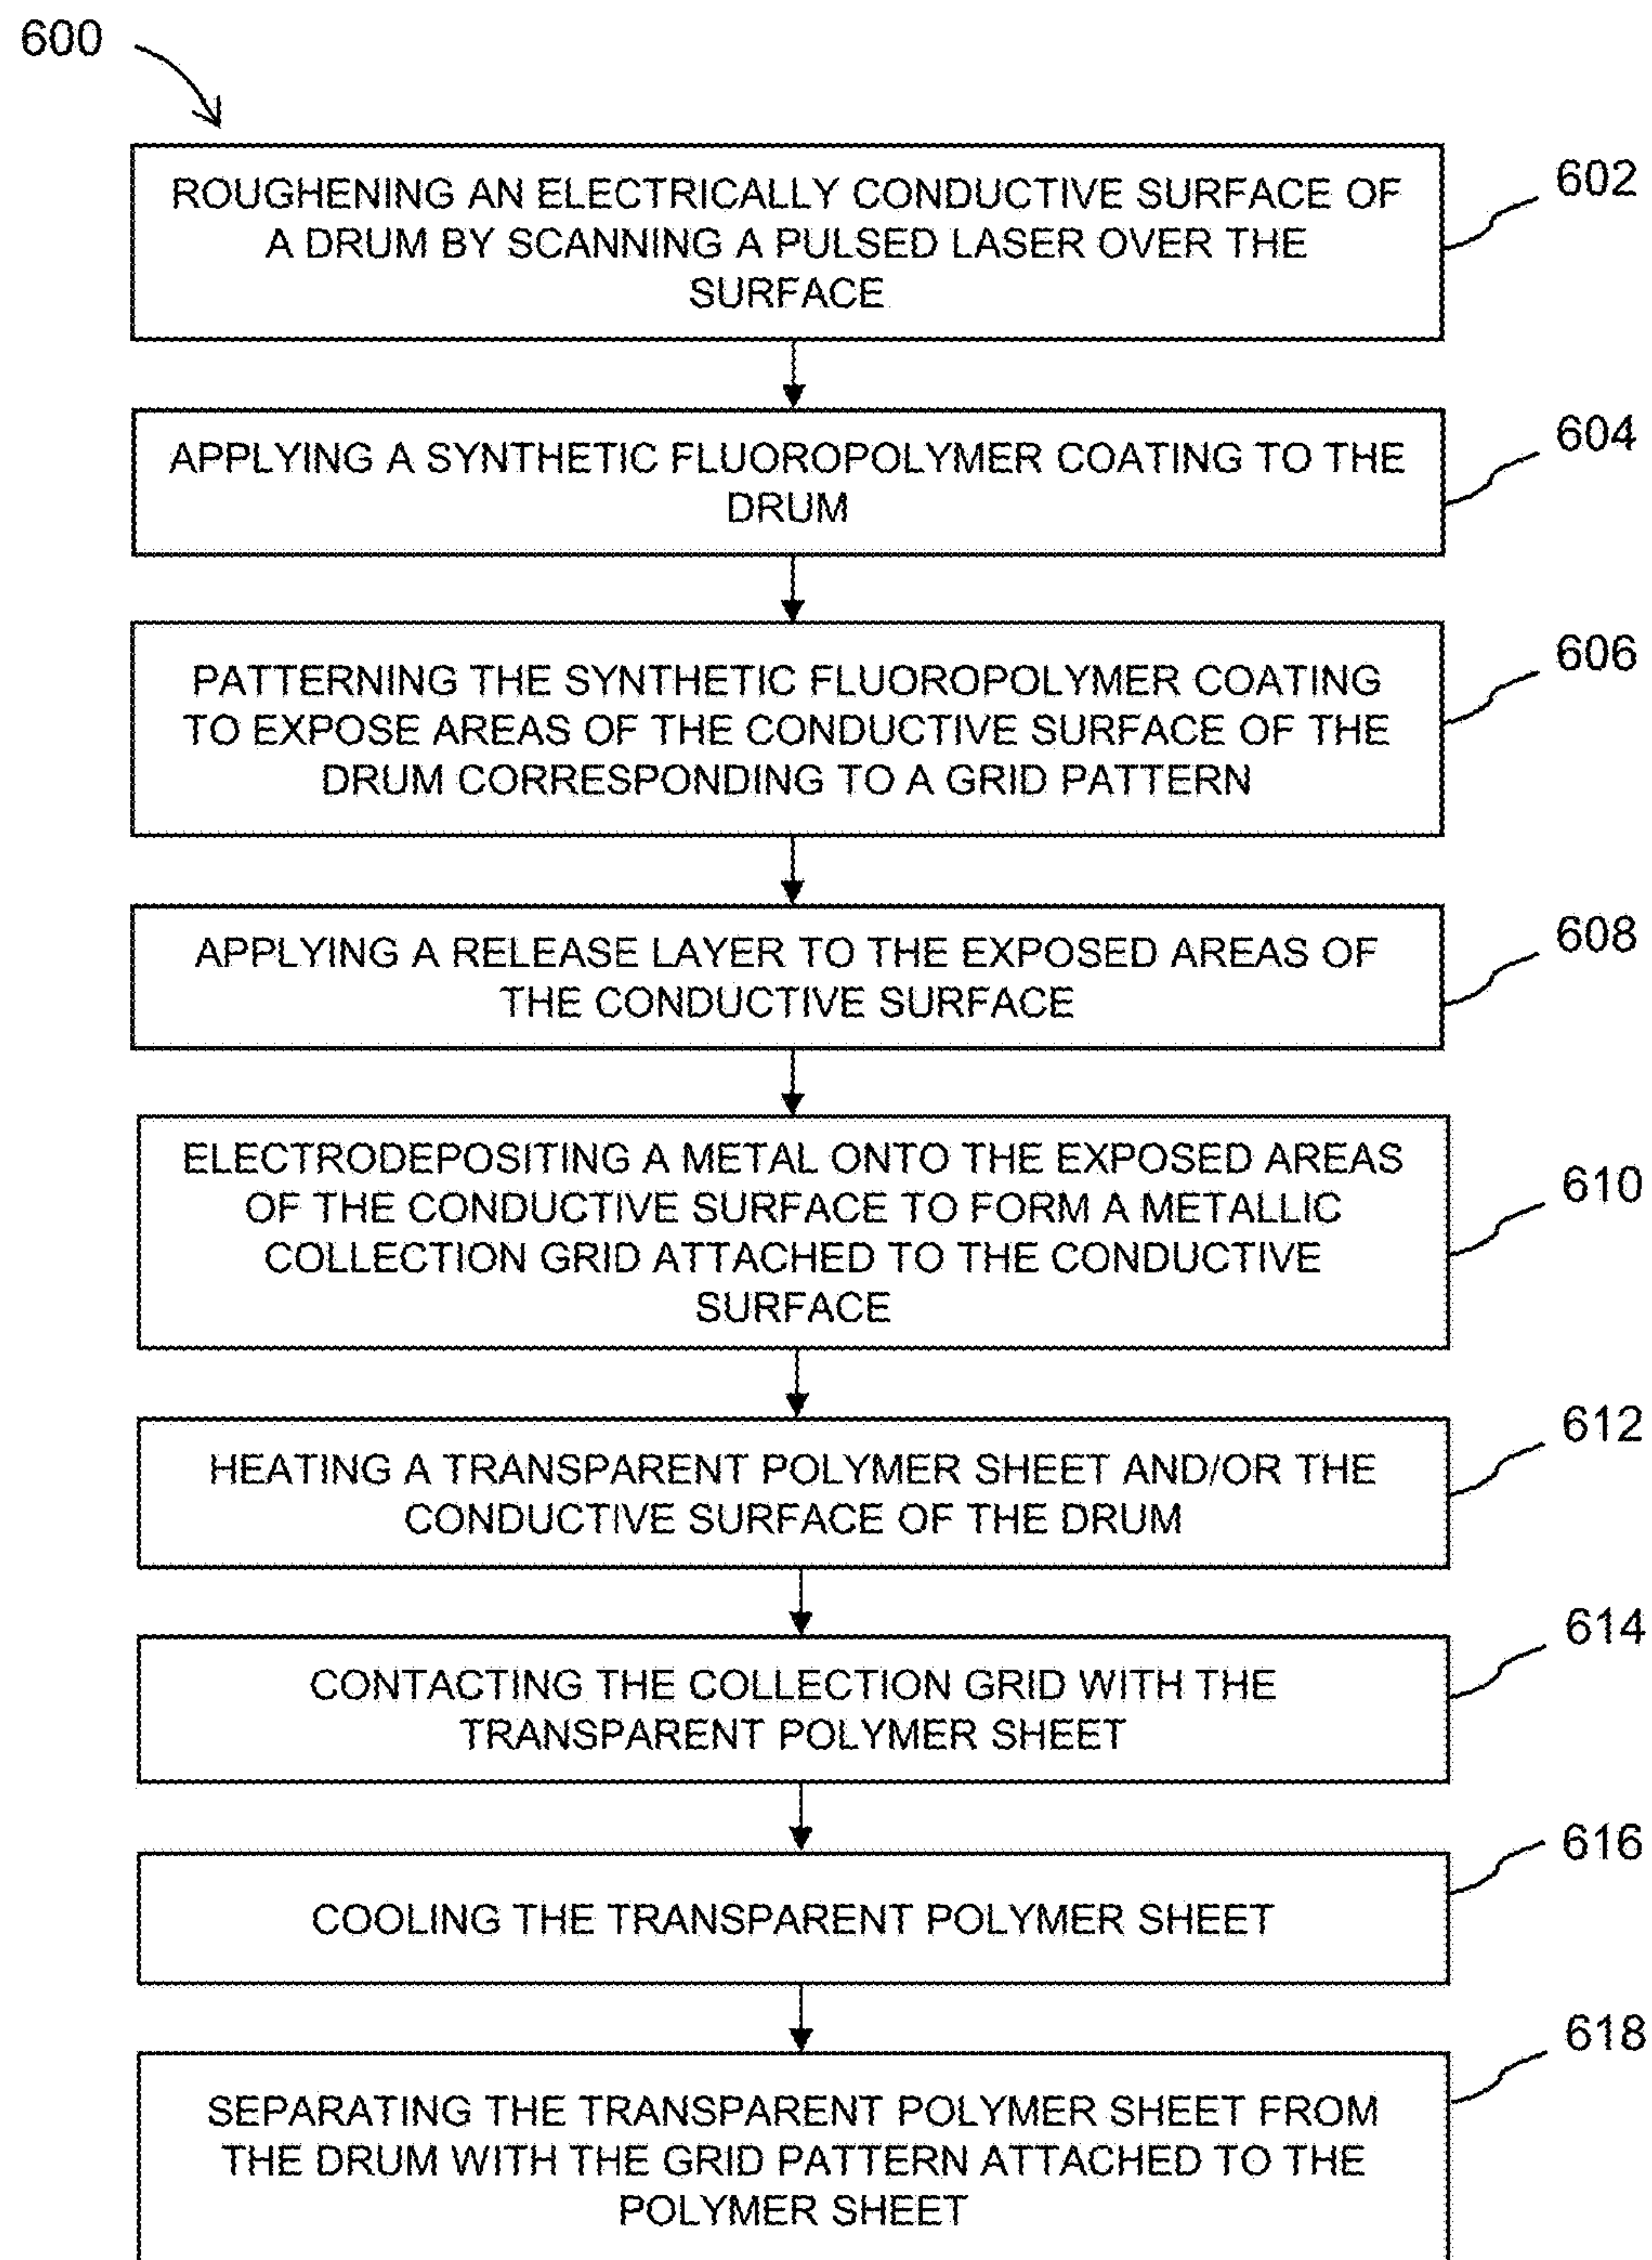 600
ROUGHENING AN ELECTRICALLY CONDUCTIVE SURFACE OF
A DRUM BY SCANNING A PULSED LASER OVER THE
SURFACE
602
APPLYING A SYNTHETIC FLUOROPOLYMER COATING TO THE
DRUM
604
PATTERNING THE SYNTHETIC FLUOROPOLYMER COATING
TO EXPOSE AREAS OF THE CONDUCTIVE SURFACE OF THE
DRUM CORRESPONDING TO A GRID PATTERN
606
APPLYING A RELEASE LAYER TO THE EXPOSED AREAS OF
THE CONDUCTIVE SURFACE
608
ELECTRODEPOSITING A METAL ONTO THE EXPOSED AREAS
OF THE CONDUCTIVE SURFACE TO FORM A METALLIC
COLLECTION GRID ATTACHED TO THE CONDUCTIVE
SURFACE
610
HEATING A TRANSPARENT POLYMER SHEET AND/OR THE
CONDUCTIVE SURFACE OF THE DRUM
612
CONTACTING THE COLLECTION GRID WITH THE
TRANSPARENT POLYMER SHEET
614
COOLING THE TRANSPARENT POLYMER SHEET
616
SEPARATING THE TRANSPARENT POLYMER SHEET FROM
THE DRUM WITH THE GRID PATTERN ATTACHED TO THE
POLYMER SHEET
618